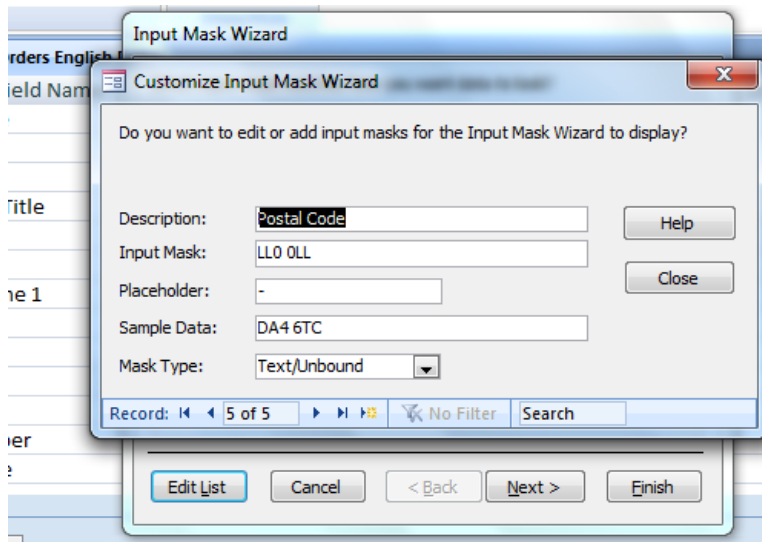 Input Mask Wizard
rders English
ield Nam
Customize Input Mask Wizard
Do you want to edit or add input masks for the Input Mask Wizard to display?
Title
Description: Postal Code
Help
Input Mask: LL0 0LL
Close
ne 1
Placeholder: -
Sample Data: DA4 6TC
Mask Type: Text/Unbound
Record: 5 of 5 No Filter Search
er
e
Edit List Cancel < Back Next > Finish